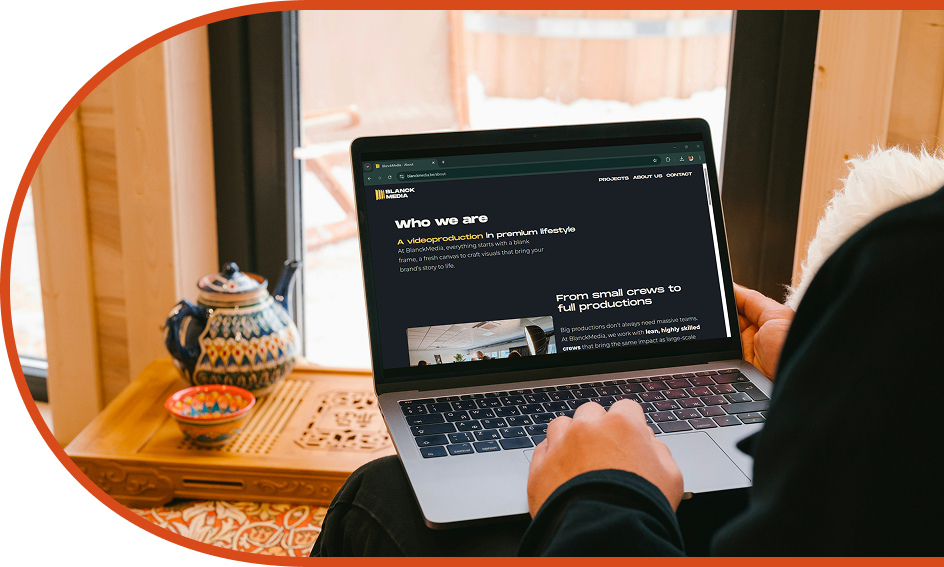 BlanckMedia - About
blanckmedia.be/about
BLANCK
MEDIA
PROJECTS ABOUT US CONTACT
Who we are
A videoproduction in premium lifestyle
At BlanckMedia, everything starts with a blank
frame, a fresh canvas to craft visuals that bring your
brand's story to life.
From small crews to
full productions
Big productions don't always need massive teams.
At BlanckMedia, we work with lean, highly skilled
crews that bring the same impact as large-scale